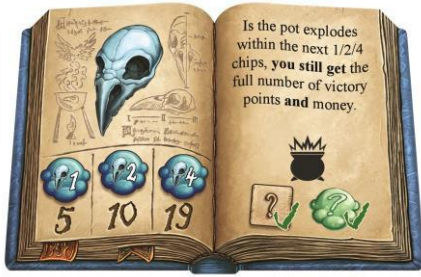 Is the pot explodes
within the next 1/2/4
chips, you still get the
full number of victory
points and money.
1 2 4
5 10 19
? ?